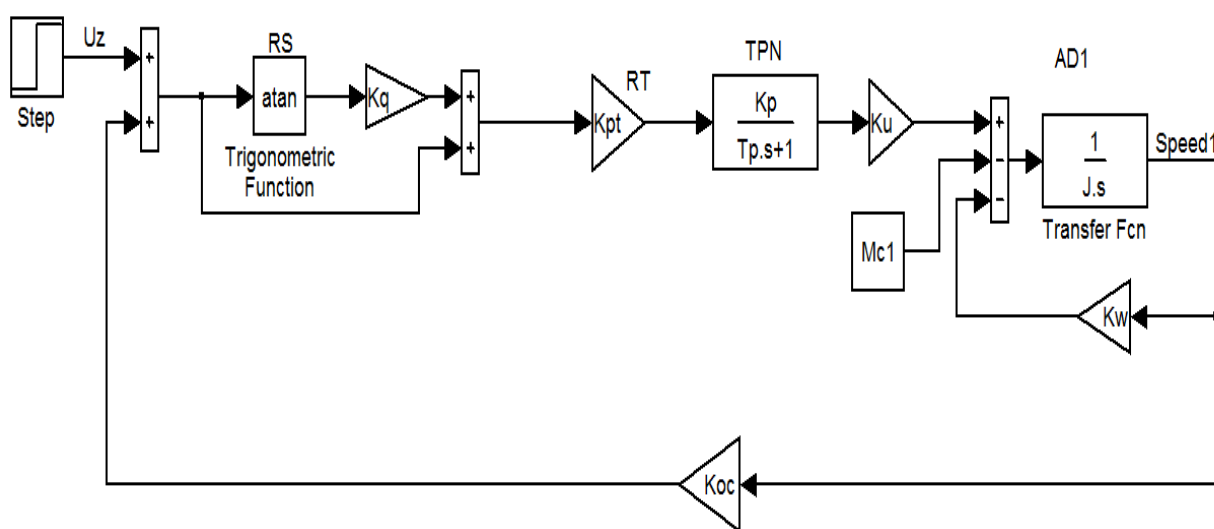 Uz
Step
+
+
RS
atan
Trigonometric
Function
Kq
+
+
RT
Kpt
TPN
Kp
Tp.s+1
Ku
Mc1
+
−
−
AD1
1
J.s
Transfer Fcn
Speed1
Kw
Koc